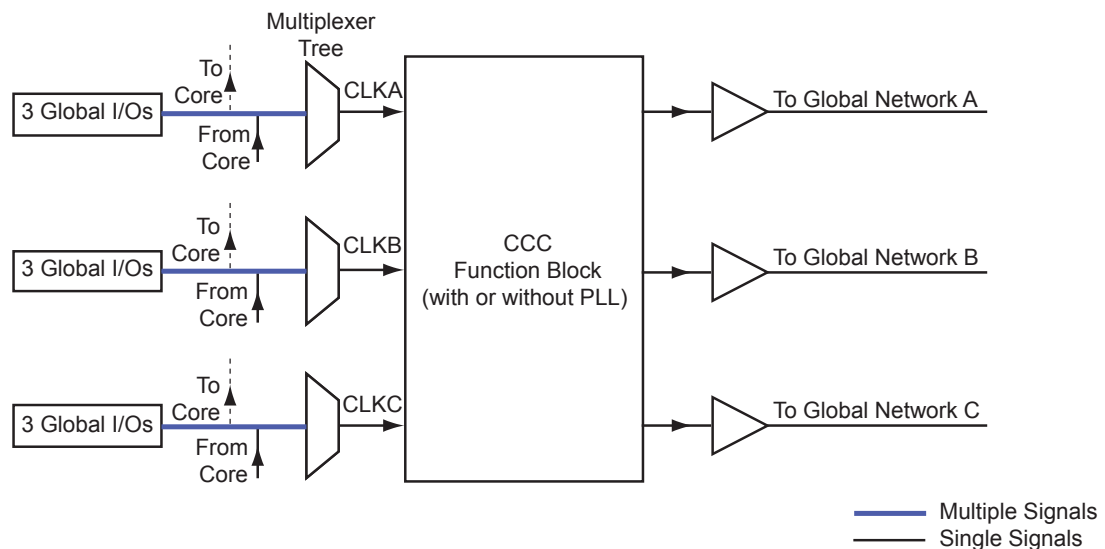 Multiplexer
Tree
To
Core
3 Global I/Os
From
Core
CLKA
To Global Network A
To
Core
3 Global I/Os
From
Core
CLKB
CCC
Function Block
(with or without PLL)
To Global Network B
To
Core
3 Global I/Os
From
Core
CLKC
To Global Network C
Multiple Signals
Single Signals